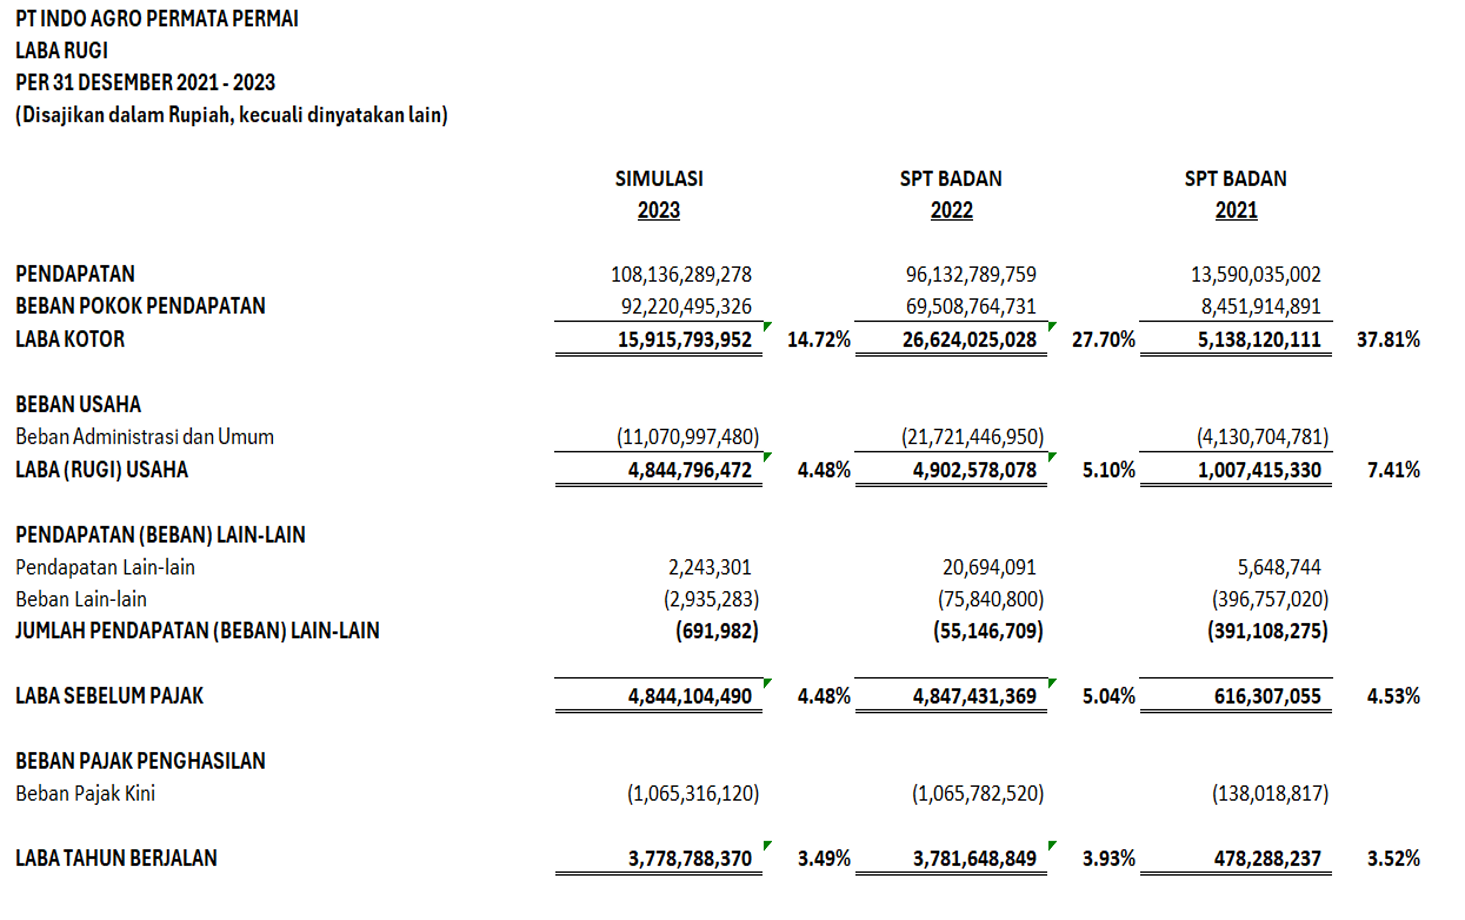 PT INDO AGRO PERMATA PERMAI
LABA RUGI
PER 31 DESEMBER 2021 - 2023
(Disajikan dalam Rupiah, kecuali dinyatakan lain)
SIMULASI SPT BADAN SPT BADAN
2023 2022 2021
PENDAPATAN 108,136,289,278 96,132,789,759 13,590,035,002
BEBAN POKOK PENDAPATAN 92,220,495,326 69,508,764,731 8,451,914,891
LABA KOTOR 15,915,793,952 14.72% 26,624,025,028 27.70% 5,138,120,111 37.81%
BEBAN USAHA
Beban Administrasi dan Umum (11,070,997,480) (21,721,446,950) (4,130,704,781)
LABA (RUGI) USAHA 4,844,796,472 4.48% 4,902,578,078 5.10% 1,007,415,330 7.41%
PENDAPATAN (BEBAN) LAIN-LAIN
Pendapatan Lain-lain 2,243,301 20,694,091 5,648,744
Beban Lain-lain (2,935,283) (75,840,800) (396,757,020)
JUMLAH PENDAPATAN (BEBAN) LAIN-LAIN (691,982) (55,146,709) (391,108,275)
LABA SEBELUM PAJAK 4,844,104,490 4.48% 4,847,431,369 5.04% 616,307,055 4.53%
BEBAN PAJAK PENGHASILAN
Beban Pajak Kini (1,065,316,120) (1,065,782,520) (138,018,817)
LABA TAHUN BERJALAN 3,778,788,370 3.49% 3,781,648,849 3.93% 478,288,237 3.52%